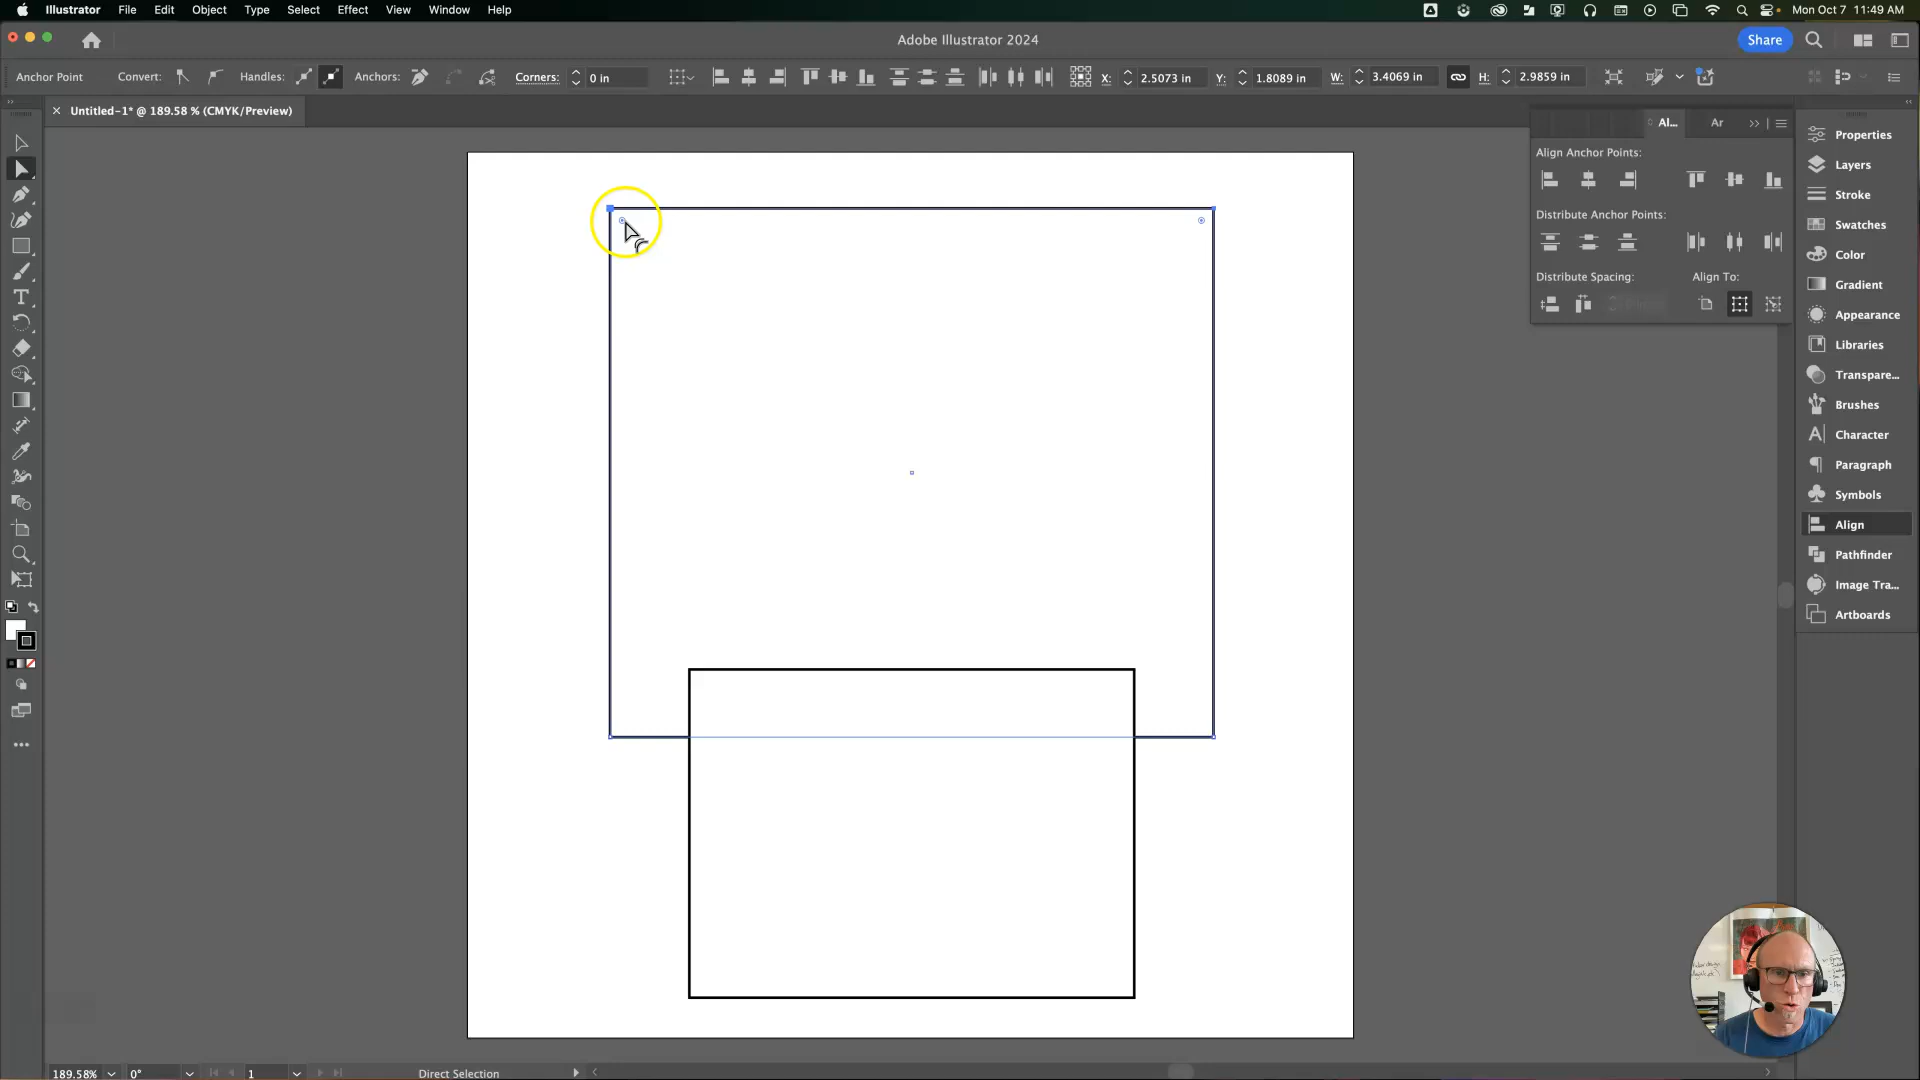 Illustrator File Edit Object Type Select Effect View Window Help Mon Oct 7 11:49 AM
Adobe Illustrator 2024
Share
Anchor Point Convert: Handles: Anchors: Corners: 0 in X: 2.5073 in Y: 1.8089 in W: 3.4069 in H: 2.9859 in
× Untitled-1* @ 189.58 % (CMYK/Preview)
Al... Ar
Align Anchor Points:
Distribute Anchor Points:
Distribute Spacing: Align To:
Properties
Layers
Stroke
Swatches
Color
Gradient
Appearance
Libraries
Transpare...
Brushes
Character
Paragraph
Symbols
Align
Pathfinder
Image Tra...
Artboards
189.58% 0° 1 Direct Selection